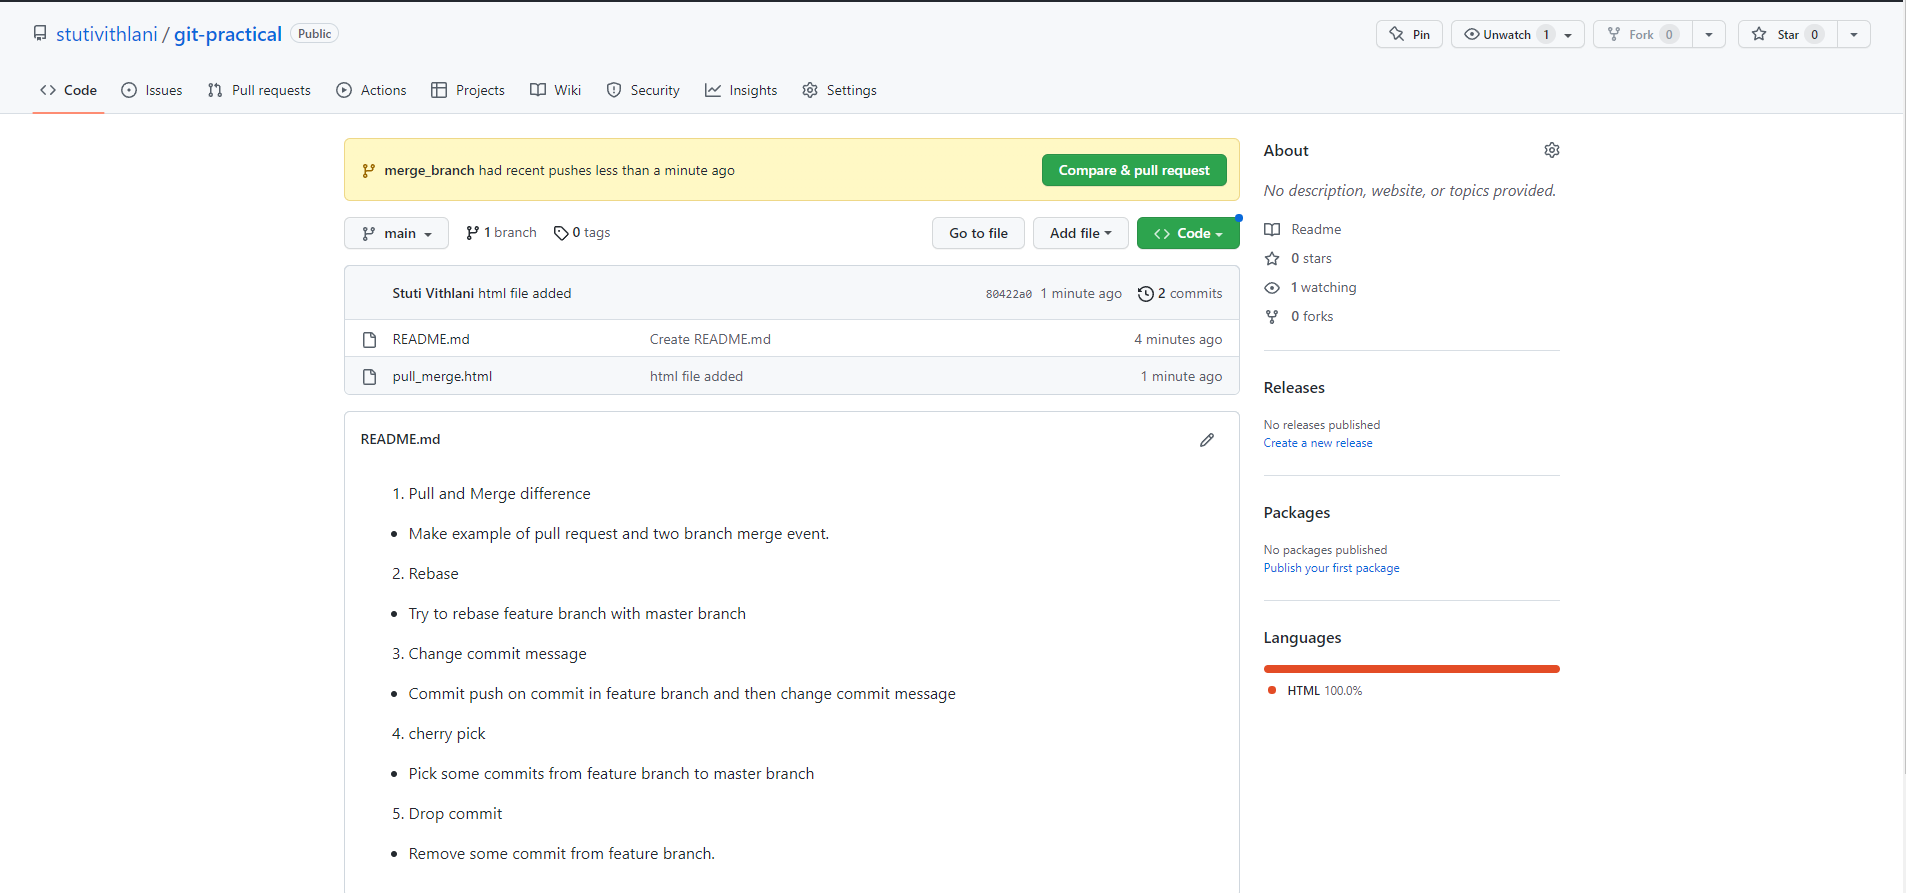 stutivithlani / git-practical Public
Pin Unwatch 1 Fork 0 Star 0
Code Issues Pull requests Actions Projects Wiki Security Insights Settings
merge_branch had recent pushes less than a minute ago Compare & pull request
main 1 branch 0 tags Go to file Add file Code
Stuti Vithlani html file added 80422a0 1 minute ago 2 commits
README.md Create README.md 4 minutes ago
pull_merge.html html file added 1 minute ago
README.md
1. Pull and Merge difference
• Make example of pull request and two branch merge event.
2. Rebase
• Try to rebase feature branch with master branch
3. Change commit message
• Commit push on commit in feature branch and then change commit message
4. cherry pick
• Pick some commits from feature branch to master branch
5. Drop commit
• Remove some commit from feature branch.
About
No description, website, or topics provided.
Readme
0 stars
1 watching
0 forks
Releases
No releases published
Create a new release
Packages
No packages published
Publish your first package
Languages
HTML 100.0%